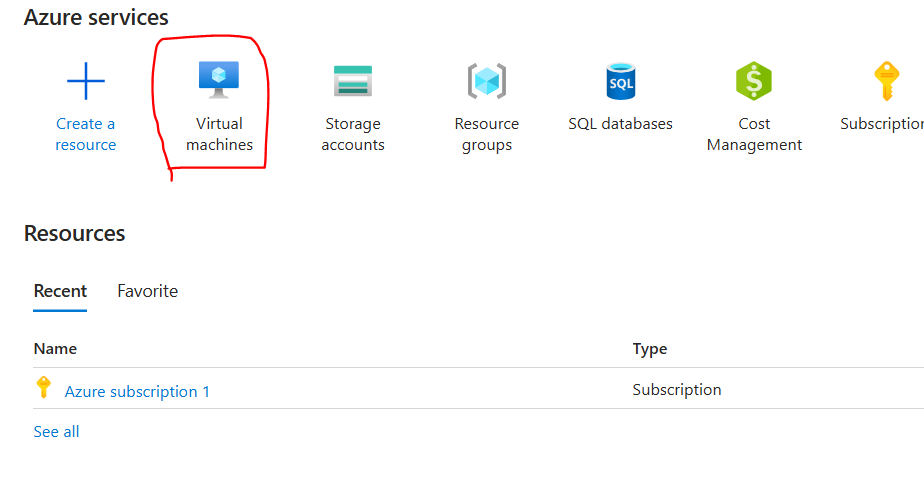 Azure services
Create a resource
Virtual machines
Storage accounts
Resource groups
SQL
SQL databases
$
Cost Management
Resources
Recent Favorite
Name Type
Azure subscription 1 Subscription
See all